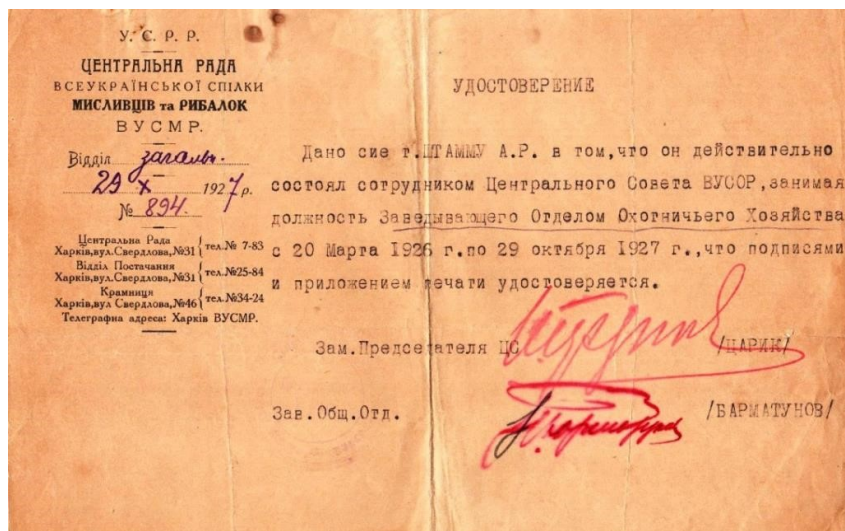 У. С. Р. Р.
ЦЕНТРАЛЬНА РАДА
ВСЕУКРАЇНСЬКОЇ СПІЛКИ
МИСЛИВЦІВ та РИБАЛОК
ВУСМР.
Відділ загальн.
29 X 1927 р.
№ 894.
Центральна Рада
Харків,вул.Свердлова,№31 { тел.№ 7-83
Відділ Постачання
Харків,вул.Свердлова,№31 { тел.№25-84
Крамниця
Харків,вул Свердлова,№46 { тел.№34-24
Телеграфна адреса: Харків ВУСМР.
УДОСТОВЕРЕНИЕ
Дано сие т.ШТАММУ А.Р. в том,что он действительно
состоял сотрудником Центрального Совета ВУСОР,занимая
должность Заведывающего Отделом Охотничьего Хозяйства
с 20 Марта 1926 г.по 29 октября 1927 г.,что подписями
и приложением печати удостоверяется.
Зам.Председателя ЦС /ЦАРИК/
Зав.Общ.Отд. /БАРМАТУНОВ/